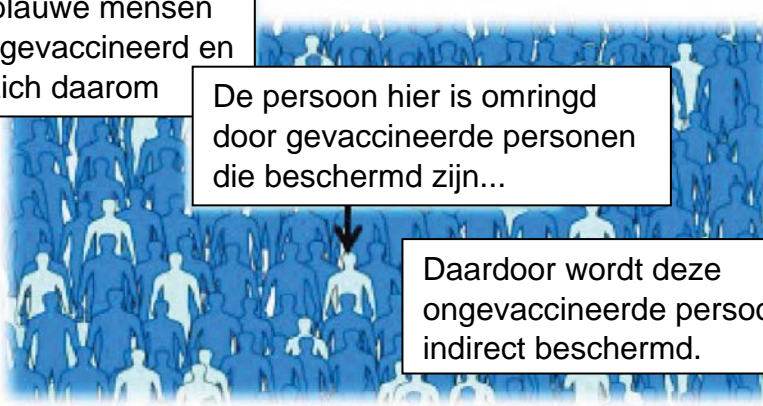 blauwe mensen
gevaccineerd en
zich daarom
De persoon hier is omringd
door gevaccineerde personen
die beschermd zijn...
Daardoor wordt deze
ongevaccineerde persoo
indirect beschermd.